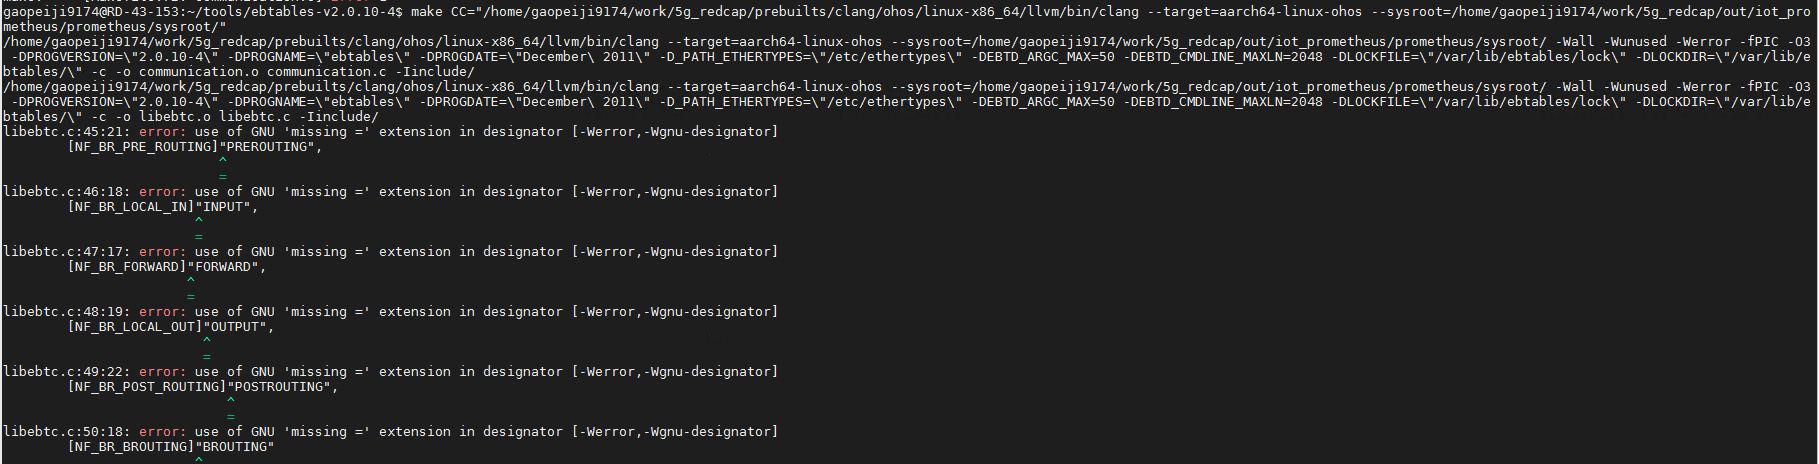 gaopeiji9174@RD-43-153:~/tools/ebtables-v2.0.10-4$ make CC="/home/gaopeiji9174/work/5g_redcap/prebuilts/clang/ohos/linux-x86_64/llvm/bin/clang --target=aarch64-linux-ohos --sysroot=/home/gaopeiji9174/work/5g_redcap/out/iot_pro
metheus/prometheus/sysroot/"
/home/gaopeiji9174/work/5g_redcap/prebuilts/clang/ohos/linux-x86_64/llvm/bin/clang --target=aarch64-linux-ohos --sysroot=/home/gaopeiji9174/work/5g_redcap/out/iot_prometheus/prometheus/sysroot/ -Wall -Wunused -Werror -fPIC -O3
-DPROGVERSION=\"2.0.10-4\" -DPROGNAME=\"ebtables\" -DPROGDATE=\"December\ 2011\" -D_PATH_ETHERTYPES=\"/etc/ethertypes\" -DEBTD_ARGC_MAX=50 -DEBTD_CMDLINE_MAXLN=2048 -DLOCKFILE=\"/var/lib/ebtables/lock\" -DLOCKDIR=\"/var/lib/e
btables/\" -c -o communication.o communication.c -Iinclude/
/home/gaopeiji9174/work/5g_redcap/prebuilts/clang/ohos/linux-x86_64/llvm/bin/clang --target=aarch64-linux-ohos --sysroot=/home/gaopeiji9174/work/5g_redcap/out/iot_prometheus/prometheus/sysroot/ -Wall -Wunused -Werror -fPIC -O3
-DPROGVERSION=\"2.0.10-4\" -DPROGNAME=\"ebtables\" -DPROGDATE=\"December\ 2011\" -D_PATH_ETHERTYPES=\"/etc/ethertypes\" -DEBTD_ARGC_MAX=50 -DEBTD_CMDLINE_MAXLN=2048 -DLOCKFILE=\"/var/lib/ebtables/lock\" -DLOCKDIR=\"/var/lib/e
btables/\" -c -o libebtc.o libebtc.c -Iinclude/
libebtc.c:45:21: error: use of GNU 'missing =' extension in designator [-Werror,-Wgnu-designator]
[NF_BR_PRE_ROUTING]"PREROUTING",
^
=
libebtc.c:46:18: error: use of GNU 'missing =' extension in designator [-Werror,-Wgnu-designator]
[NF_BR_LOCAL_IN]"INPUT",
^
=
libebtc.c:47:17: error: use of GNU 'missing =' extension in designator [-Werror,-Wgnu-designator]
[NF_BR_FORWARD]"FORWARD",
^
=
libebtc.c:48:19: error: use of GNU 'missing =' extension in designator [-Werror,-Wgnu-designator]
[NF_BR_LOCAL_OUT]"OUTPUT",
^
=
libebtc.c:49:22: error: use of GNU 'missing =' extension in designator [-Werror,-Wgnu-designator]
[NF_BR_POST_ROUTING]"POSTROUTING",
^
=
libebtc.c:50:18: error: use of GNU 'missing =' extension in designator [-Werror,-Wgnu-designator]
[NF_BR_BROUTING]"BROUTING"
^